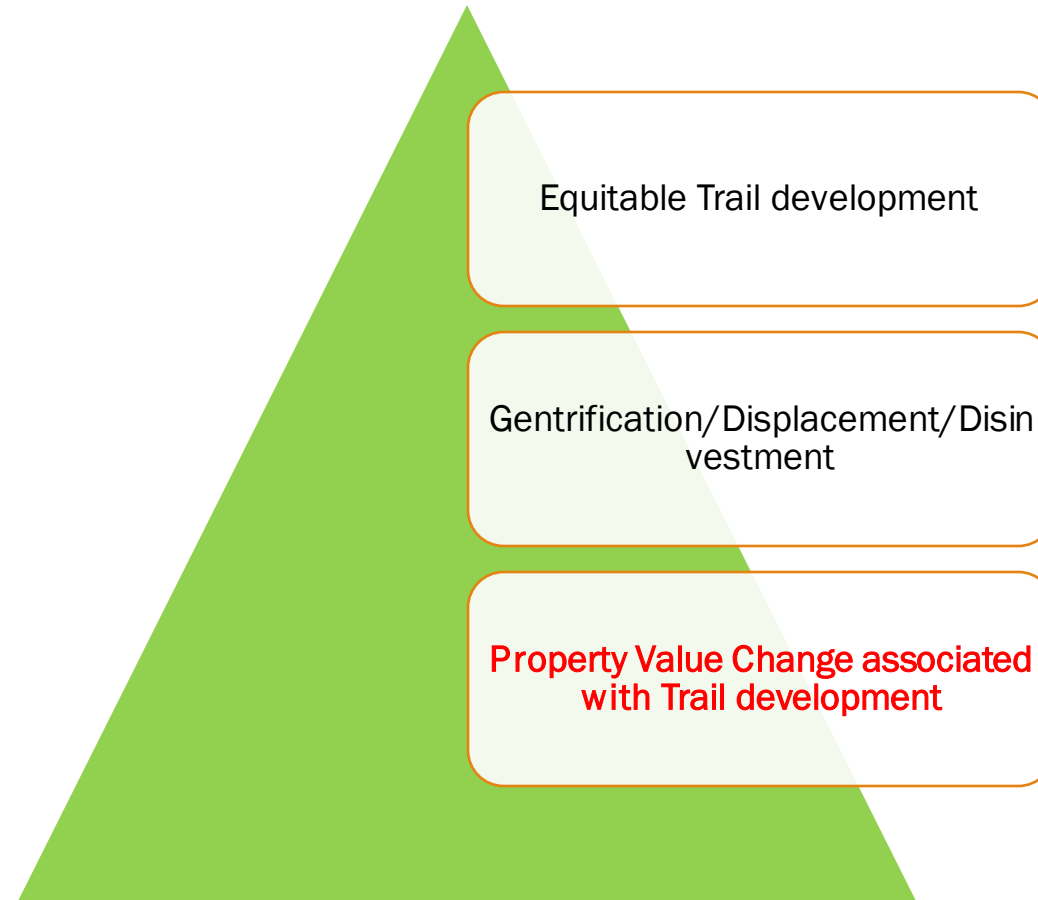 Equitable Trail development
Gentrification/Displacement/Disin
vestment
Property Value Change associated
with Trail development